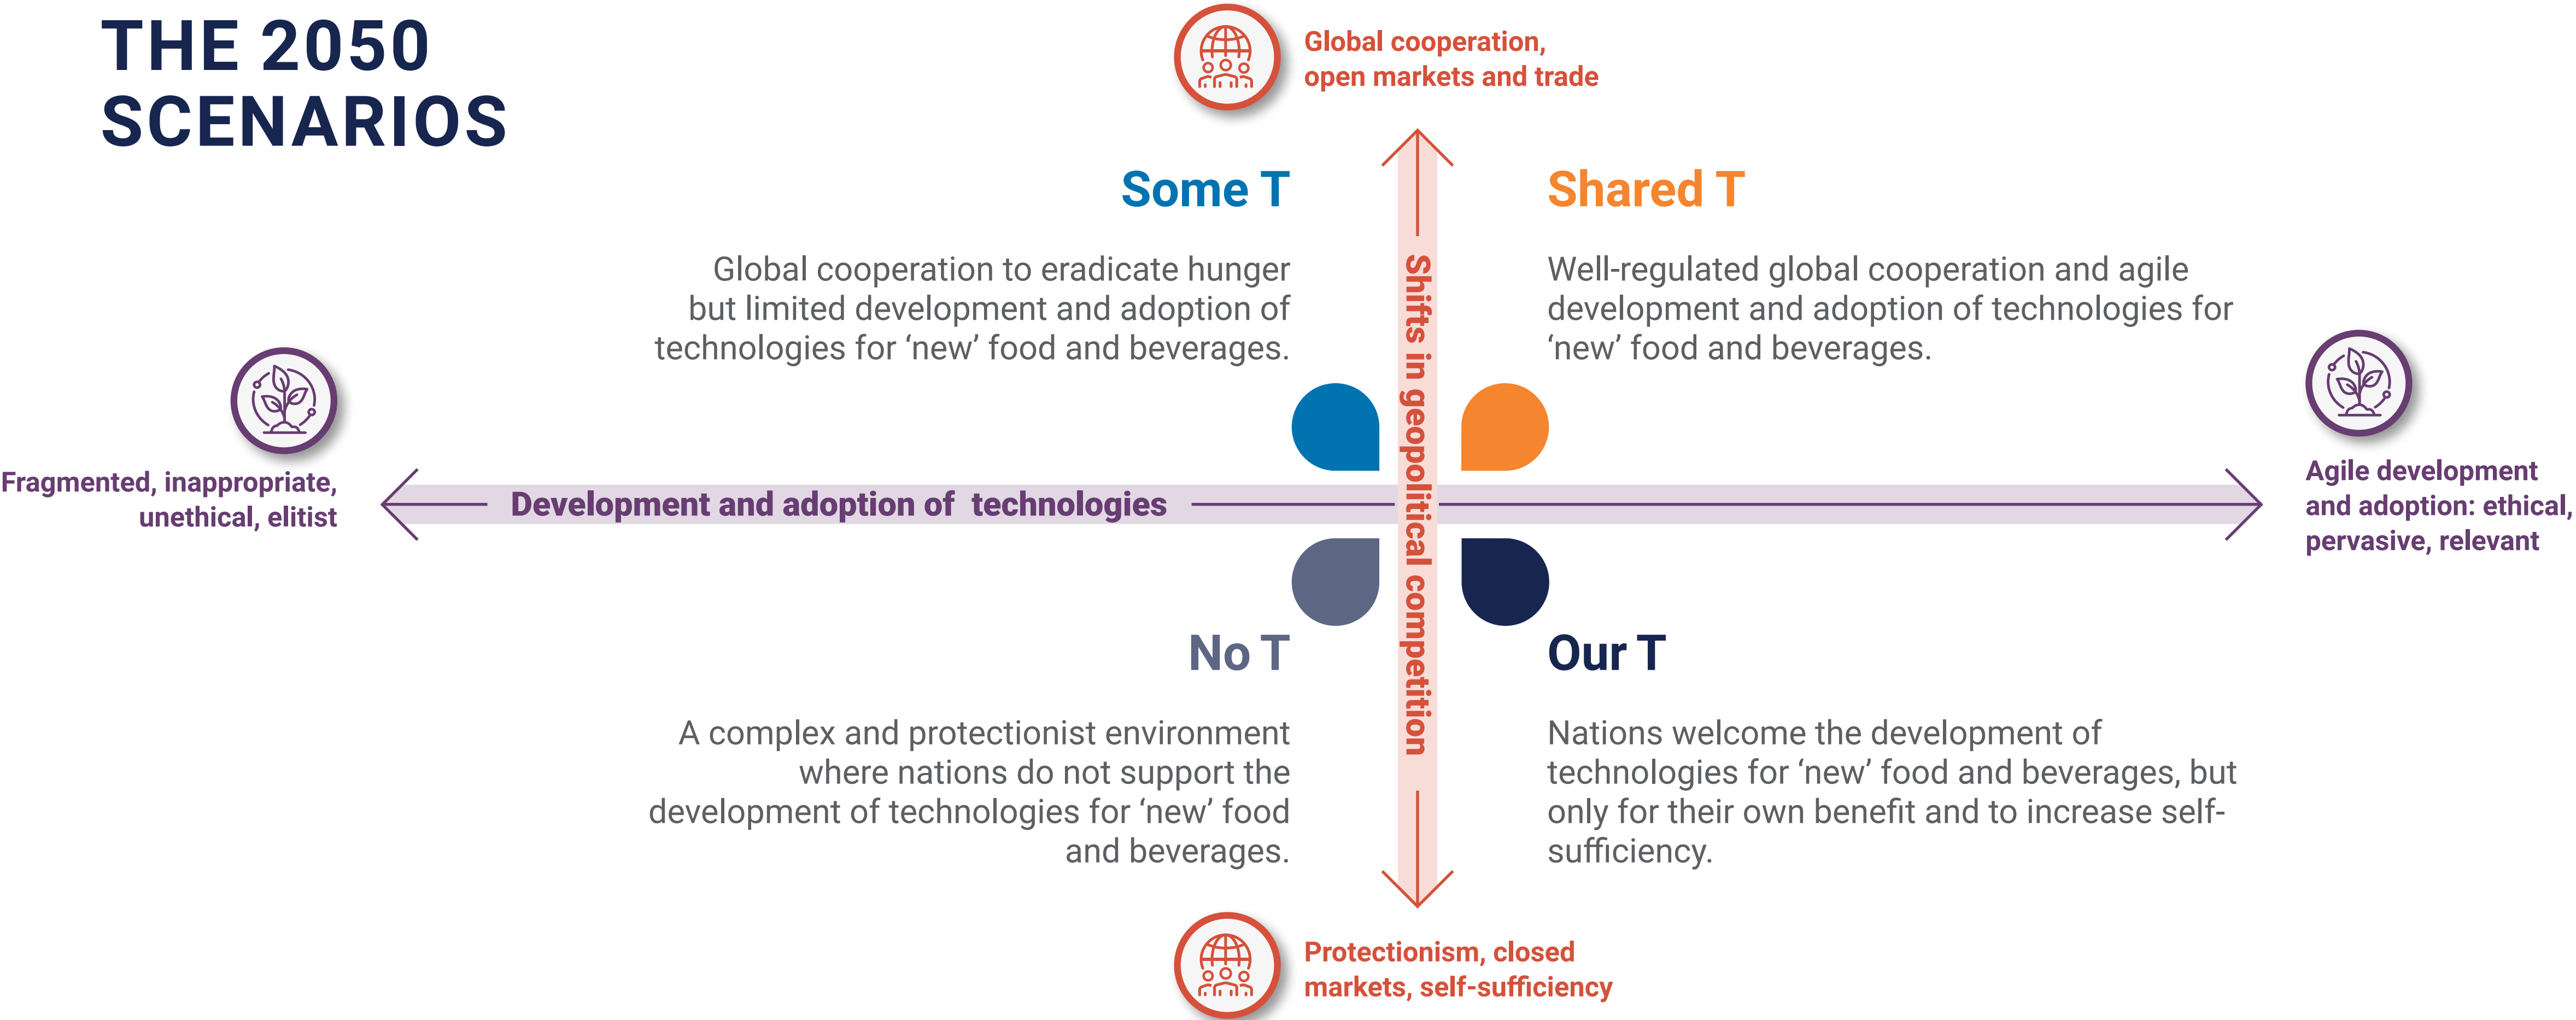 THE 2050
SCENARIOS
Global cooperation,
open markets and trade
Some T
Global cooperation to eradicate hunger
but limited development and adoption of
technologies for ‘new’ food and beverages.
Shared T
Well-regulated global cooperation and agile
development and adoption of technologies for
‘new’ food and beverages.
Fragmented, inappropriate,
unethical, elitist
Development and adoption of technologies
Shifts in geopolitical competition
Agile development
and adoption: ethical,
pervasive, relevant
No T
A complex and protectionist environment
where nations do not support the
development of technologies for ‘new’ food
and beverages.
Our T
Nations welcome the development of
technologies for ‘new’ food and beverages, but
only for their own benefit and to increase self-
sufficiency.
Protectionism, closed
markets, self-sufficiency